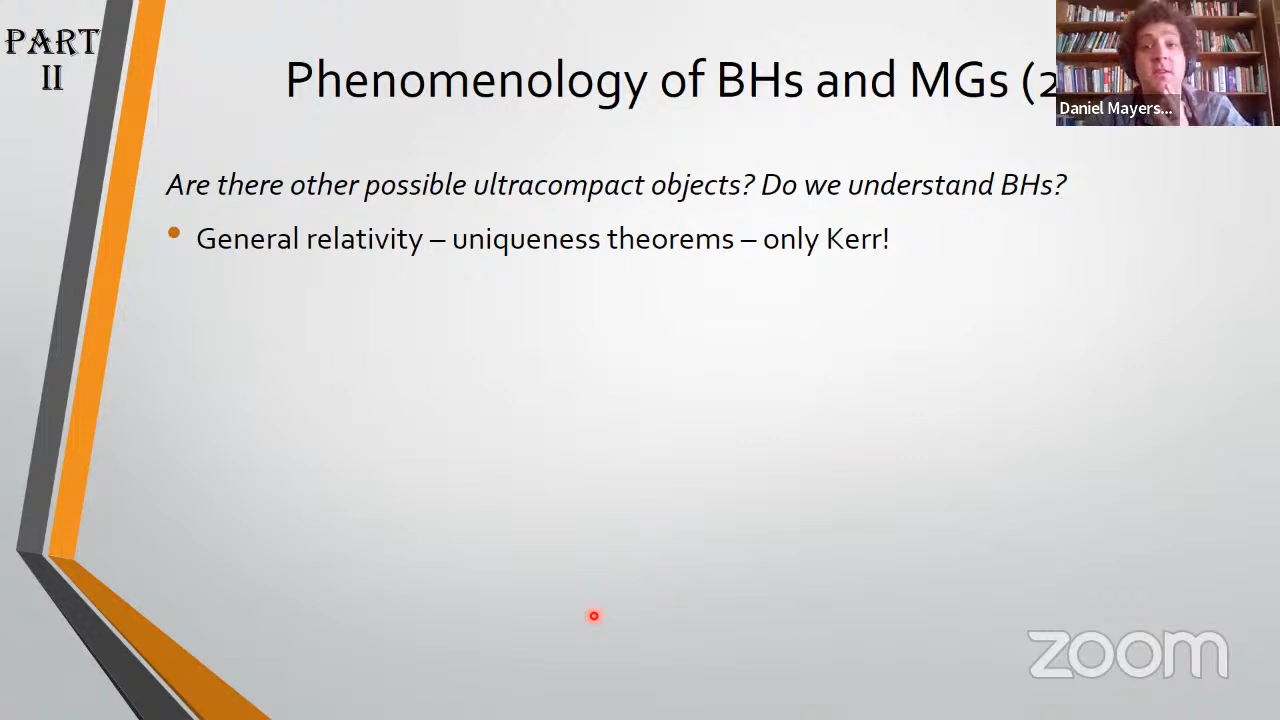 PART
II
Phenomenology of BHs and MGs (2
Daniel Mayers...
Are there other possible ultracompact objects? Do we understand BHs?
• General relativity – uniqueness theorems – only Kerr!
zoom